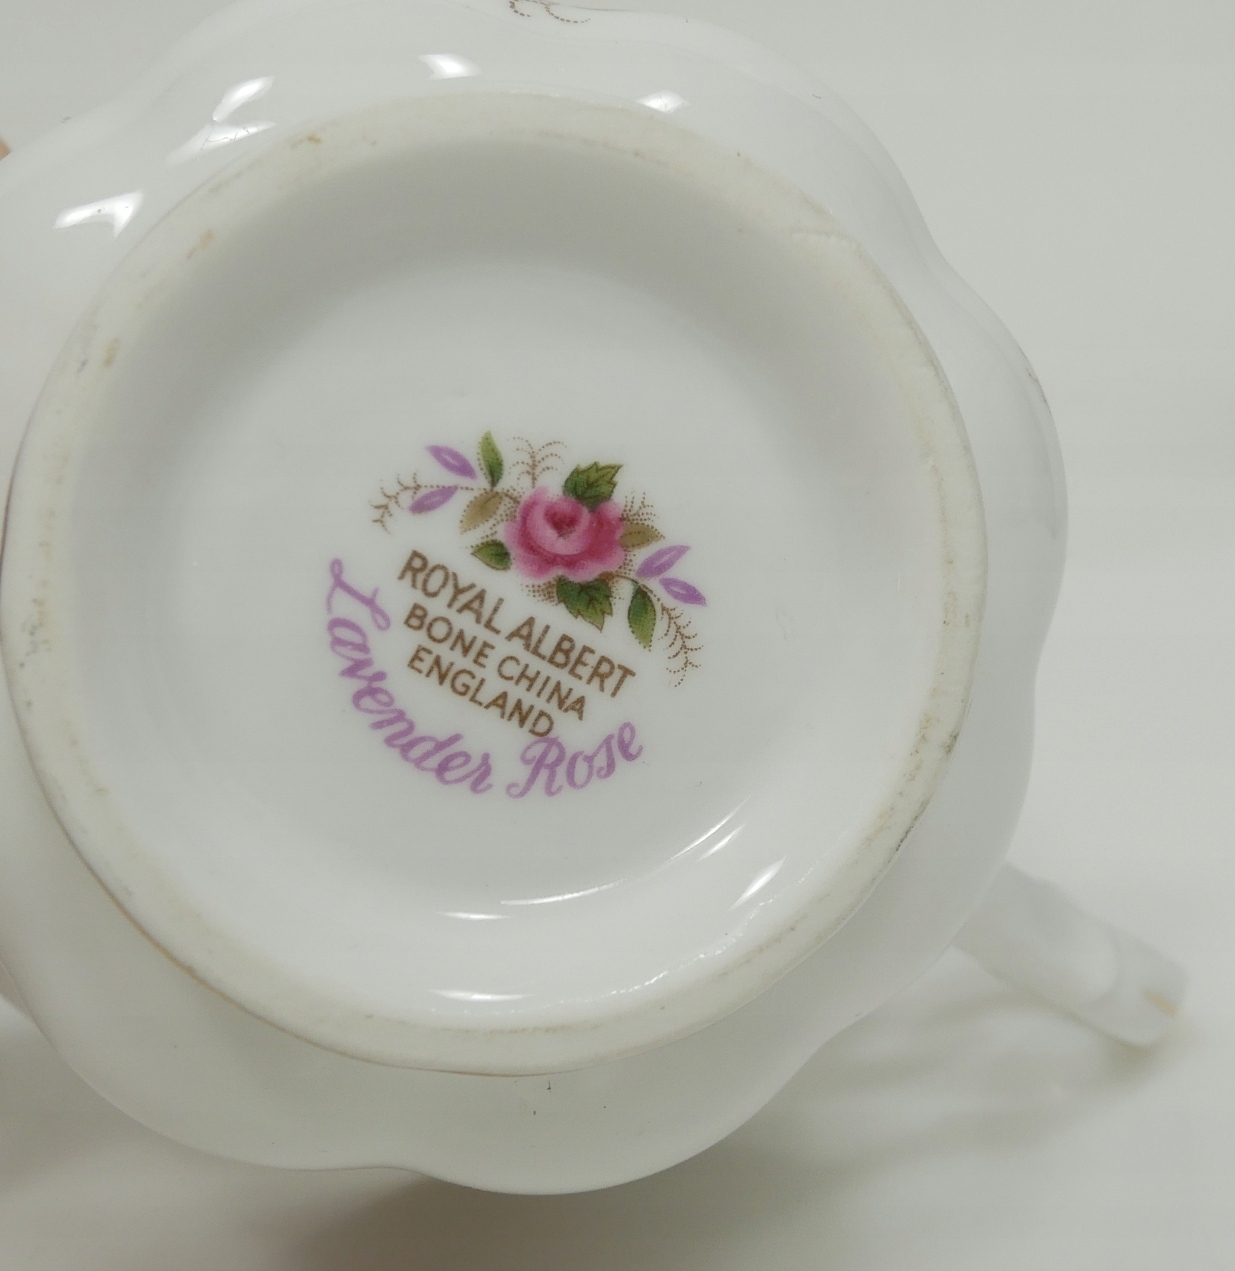 ROYAL ALBERT
BONE CHINA
ENGLAND
Lavender Rose